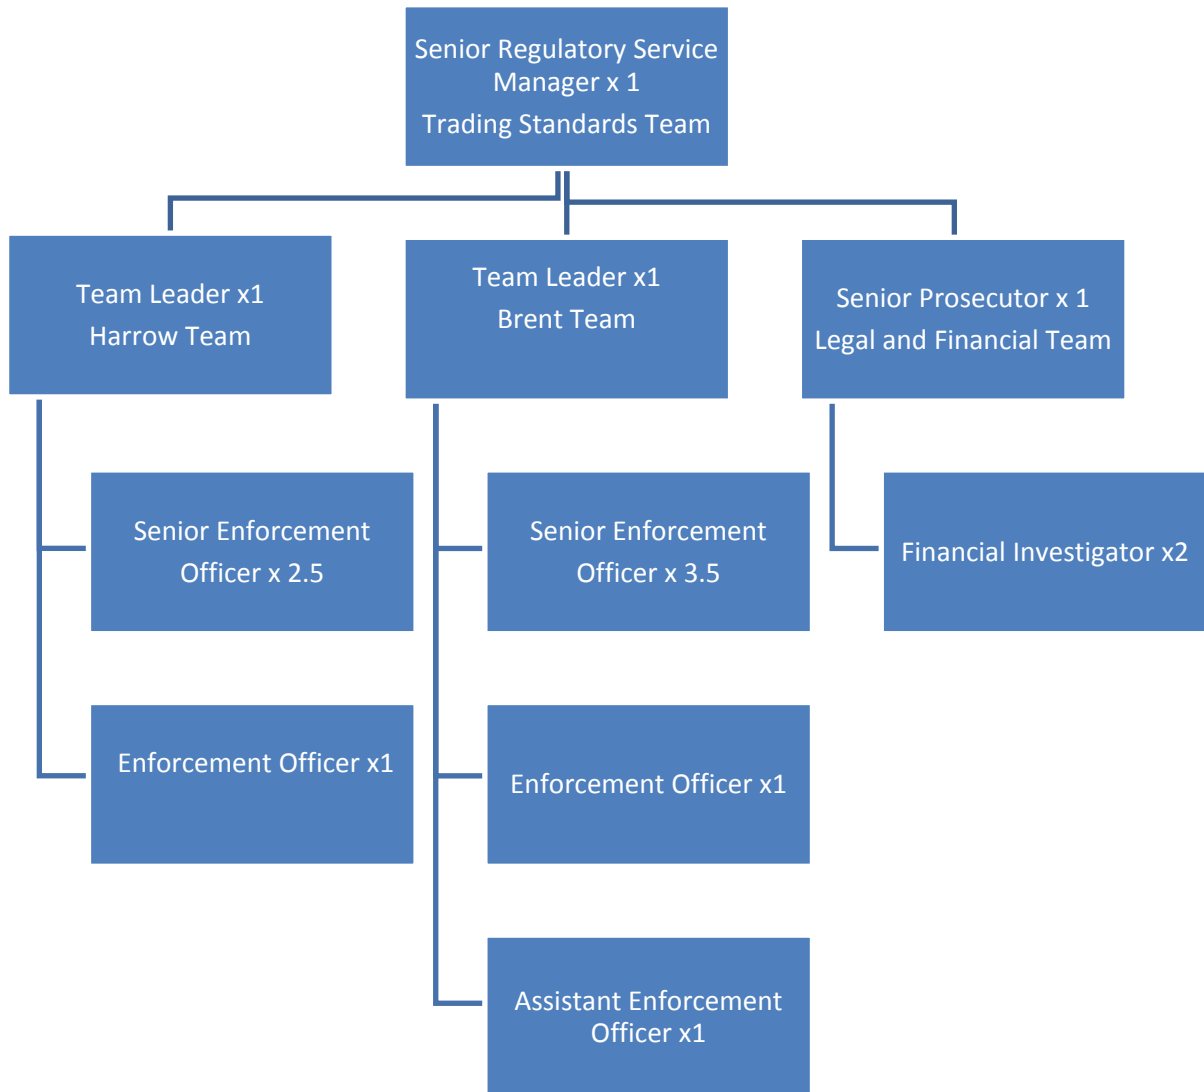 Senior Regulatory Service
Manager x 1
Trading Standards Team
Team Leader x1
Harrow Team
Team Leader x1
Brent Team
Senior Prosecutor x 1
Legal and Financial Team
Senior Enforcement
Officer x 2.5
Senior Enforcement
Officer x 3.5
Financial Investigator x2
Enforcement Officer x1
Enforcement Officer x1
Assistant Enforcement
Officer x1